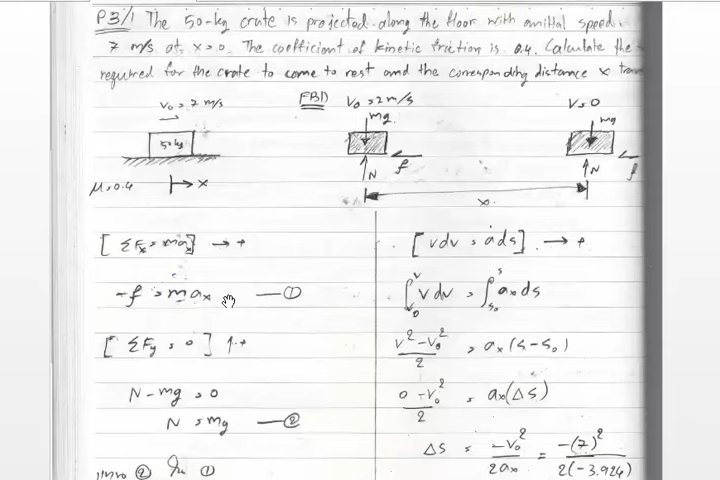 P3/1 The 50-kg crate is projected along the floor with an initial speed
7 m/s at x=0. The coefficient of kinetic friction is 0.4. Calculate the
required for the crate to come to rest and the corresponding distance x
FBD
V₀ = 7 m/s
V₀ = 7 m/s
V = 0
mg
mg
50 kg
N
f
N
f
μ = 0.4
x
x
[ΣFx = max] → +
[vdv = ads] → +
-f = max —①
∫_{V₀}^{V} V dv = ∫_{S₀}^{S} ax ds
[ΣFy = 0] ↑+
(V² - V₀²)/2 = ax(S - S₀)
N - mg = 0
(0 - V₀²)/2 = ax(ΔS)
N = mg —②
ΔS = -V₀²/2ax = -(7)²/2(-3.924)
② ①